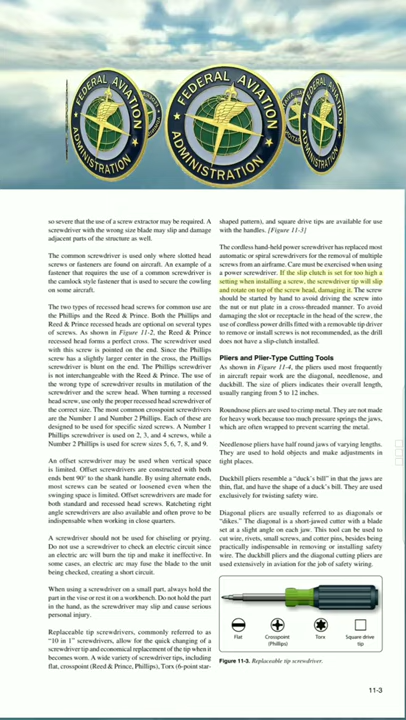 FEDERAL AVIATION
ADMINISTRATION
FEDERAL AVIATION
ADMINISTRATION
FEDERAL AVIATION
ADMINISTRATION
so severe that the use of a screw extractor may be required. A
screwdriver with the wrong size blade may slip and damage
adjacent parts of the structure as well.
The common screwdriver is used only where slotted head
screws or fasteners are found on aircraft. An example of a
fastener that requires the use of a common screwdriver is
the camlock style fastener that is used to secure the cowling
on some aircraft.
The two types of recessed head screws for common use are
the Phillips and the Reed & Prince. Both the Phillips and
Reed & Prince recessed heads are optional on several types
of screws. As shown in Figure 11-2, the Reed & Prince
recessed head forms a perfect cross. The screwdriver used
with this screw is pointed on the end. Since the Phillips
screw has a slightly larger center in the cross, the Phillips
screwdriver is blunt on the end. The Phillips screwdriver
is not interchangeable with the Reed & Prince. The use of
the wrong type of screwdriver results in mutilation of the
screwdriver and the screw head. When turning a recessed
head screw, use only the proper recessed head screwdriver of
the correct size. The most common crosspoint screwdrivers
are the Number 1 and Number 2 Phillips. Each of these are
designed to be used for specific sized screws. A Number 1
Phillips screwdriver is used on 2, 3, and 4 screws, while a
Number 2 Phillips is used for screw sizes 5, 6, 7, 8, and 9.
An offset screwdriver may be used when vertical space
is limited. Offset screwdrivers are constructed with both
ends bent 90° to the shank handle. By using alternate ends,
most screws can be seated or loosened even when the
swinging space is limited. Offset screwdrivers are made for
both standard and recessed head screws. Ratcheting right
angle screwdrivers are also available and often prove to be
indispensable when working in close quarters.
A screwdriver should not be used for chiseling or prying.
Do not use a screwdriver to check an electric circuit since
an electric arc will burn the tip and make it ineffective. In
some cases, an electric arc may fuse the blade to the unit
being checked, creating a short circuit.
When using a screwdriver on a small part, always hold the
part in the vise or rest it on a workbench. Do not hold the part
in the hand, as the screwdriver may slip and cause serious
personal injury.
Replaceable tip screwdrivers, commonly referred to as
“10 in 1” screwdrivers, allow for the quick changing of a
screwdriver tip and economical replacement of the tip when it
becomes worn. A wide variety of screwdriver tips, including
flat, crosspoint (Reed & Prince, Phillips), Torx (6-point star-
shaped pattern), and square drive tips are available for use
with the handles. [Figure 11-3]
The cordless hand-held power screwdriver has replaced most
automatic or spiral screwdrivers for the removal of multiple
screws from an airframe. Care must be exercised when using
a power screwdriver. If the slip clutch is set for too high a
setting when installing a screw, the screwdriver tip will slip
and rotate on top of the screw head, damaging it. The screw
should be started by hand to avoid driving the screw into
the nut or nut plate in a cross-threaded manner. To avoid
damaging the slot or receptacle in the head of the screw, the
use of cordless power drills fitted with a removable tip driver
to remove or install screws is not recommended, as the drill
does not have a slip-clutch installed.
Pliers and Plier-Type Cutting Tools
As shown in Figure 11-4, the pliers used most frequently
in aircraft repair work are the diagonal, needlenose, and
duckbill. The size of pliers indicates their overall length,
usually ranging from 5 to 12 inches.
Roundnose pliers are used to crimp metal. They are not made
for heavy work because too much pressure springs the jaws,
which are often wrapped to prevent scarring the metal.
Needlenose pliers have half round jaws of varying lengths.
They are used to hold objects and make adjustments in
tight places.
Duckbill pliers resemble a “duck’s bill” in that the jaws are
thin, flat, and have the shape of a duck’s bill. They are used
exclusively for twisting safety wire.
Diagonal pliers are usually referred to as diagonals or
“dikes.” The diagonal is a short-jawed cutter with a blade
set at a slight angle on each jaw. This tool can be used to
cut wire, rivets, small screws, and cotter pins, besides being
practically indispensable in removing or installing safety
wire. The duckbill pliers and the diagonal cutting pliers are
used extensively in aviation for the job of safety wiring.
Flat
Crosspoint
(Phillips)
Torx
Square drive
tip
Figure 11-3. Replaceable tip screwdriver.
11-3